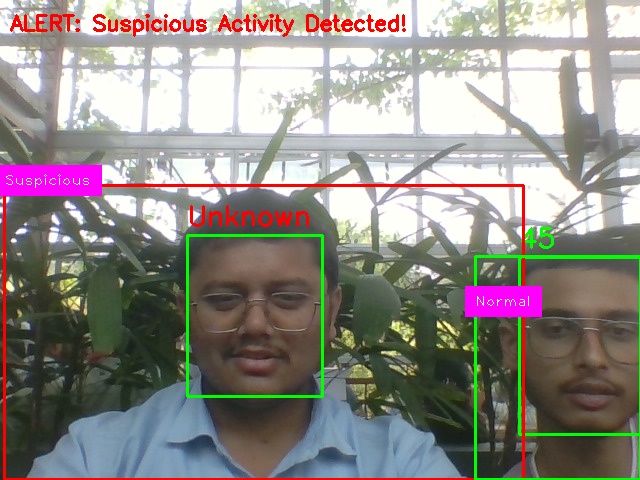 ALERT: Suspicious Activity Detected!
Suspicious
Unknown
45
Normal